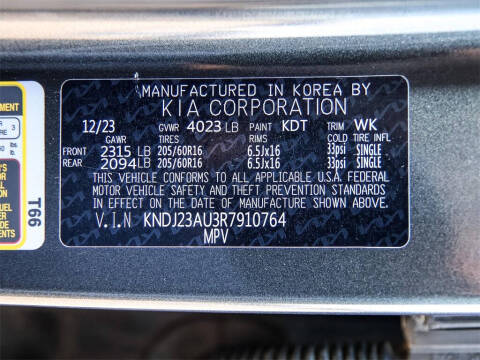 MANUFACTURED IN KOREA BY
KIA CORPORATION
12/23 GVWR 4023 LB PAINT KDT TRIM WK
GAWR TIRES RIMS COLD TIRE INFL
FRONT 2315 LB 205/60R16 6.5Jx16 33psi SINGLE
REAR 2094LB 205/60R16 6.5Jx16 33psi SINGLE
THIS VEHICLE CONFORMS TO ALL APPLICABLE U.S.A. FEDERAL
MOTOR VEHICLE SAFETY AND THEFT PREVENTION STANDARDS
IN EFFECT ON THE DATE OF MANUFACTURE SHOWN ABOVE.
V.I.N KNDJ23AU3R7910764
MPV
T66
EMENT
3